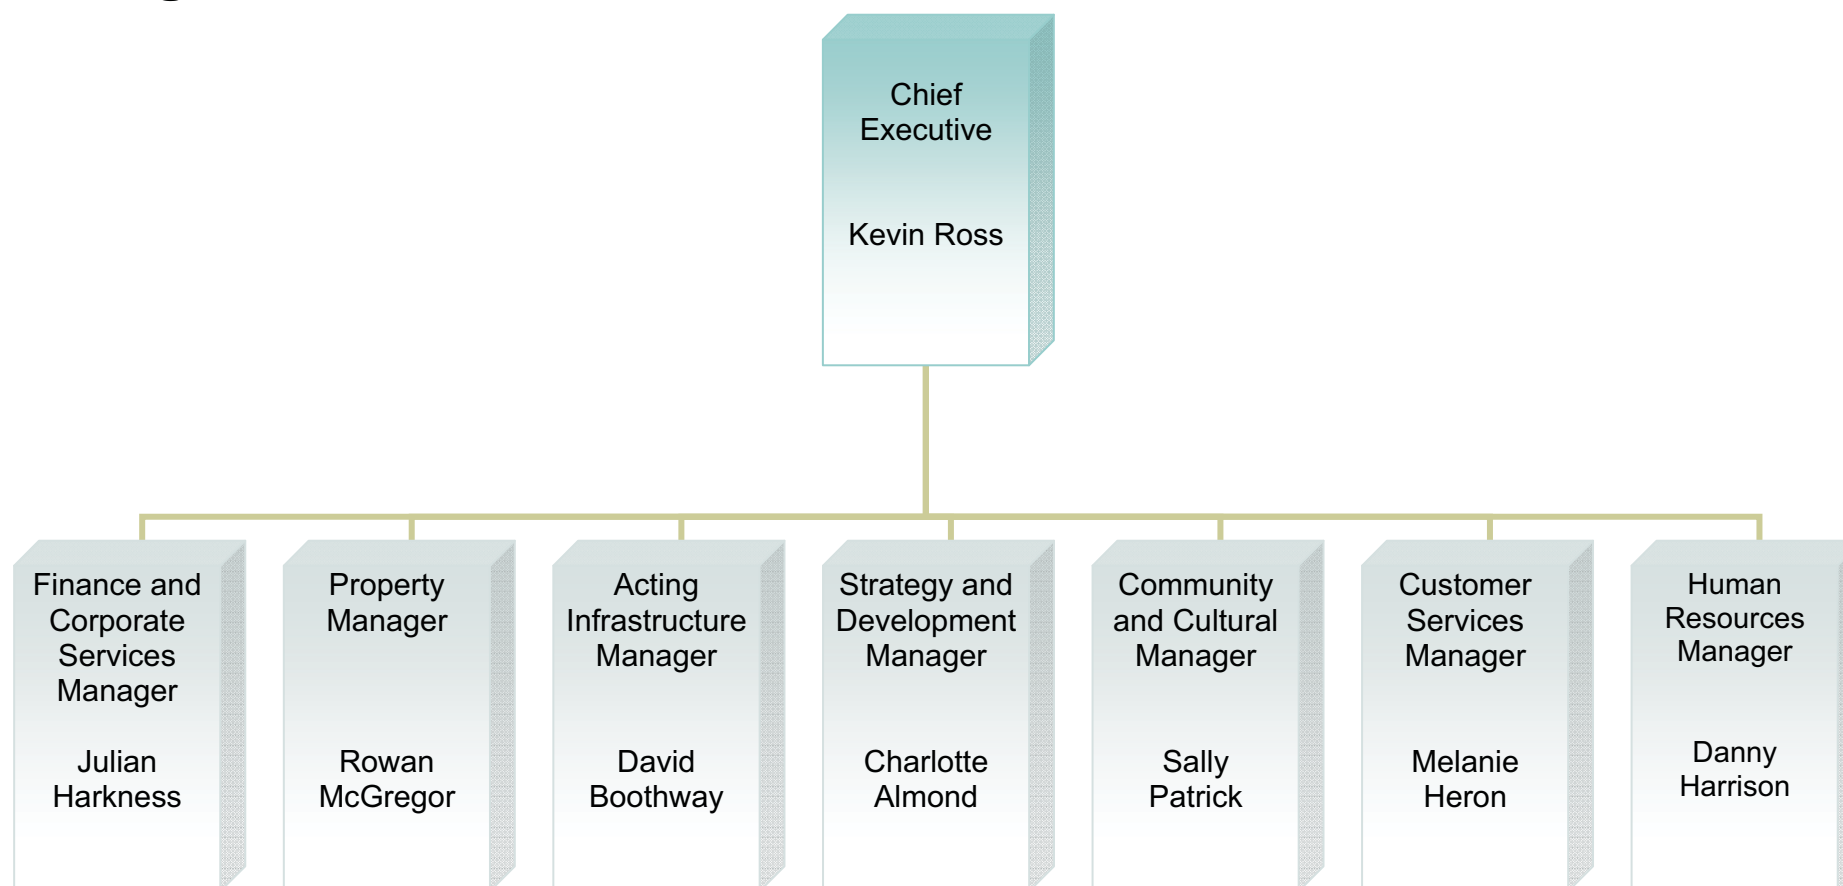 Chief
Executive
Kevin Ross
Finance and
Corporate
Services
Manager
Julian
Harkness
Property
Manager
Rowan
McGregor
Acting
Infrastructure
Manager
David
Boothway
Strategy and
Development
Manager
Charlotte
Almond
Community
and Cultural
Manager
Sally
Patrick
Customer
Services
Manager
Melanie
Heron
Human
Resources
Manager
Danny
Harrison